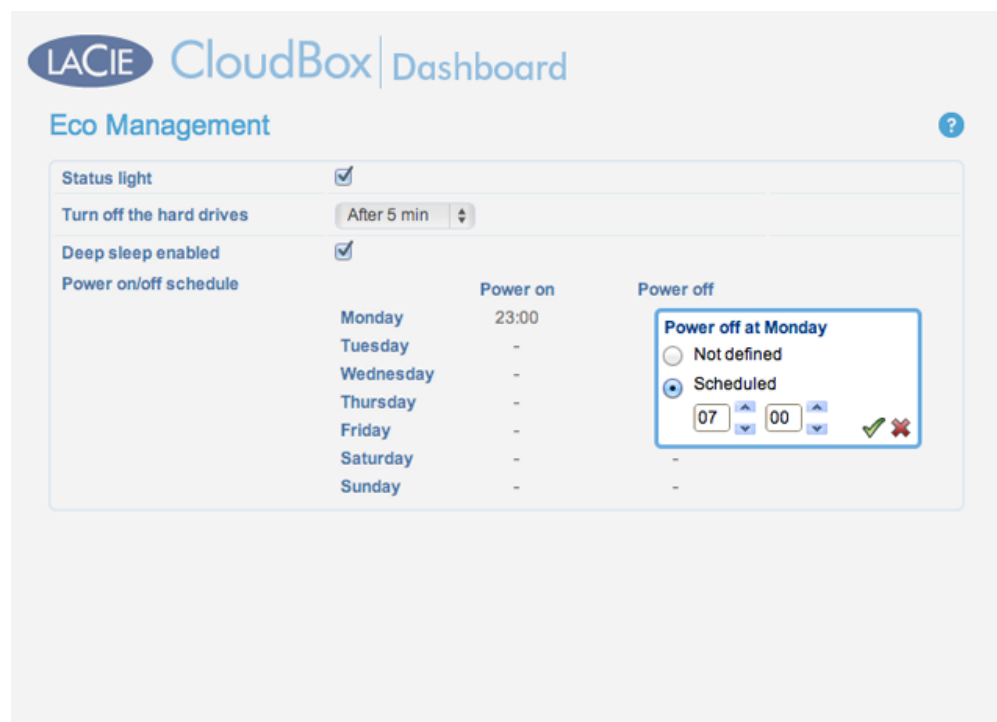 LACIE CloudBox Dashboard
Eco Management ?
Status light
Turn off the hard drives After 5 min
Deep sleep enabled
Power on/off schedule
Power on Power off
Monday 23:00
Tuesday -
Wednesday -
Thursday -
Friday -
Saturday - -
Sunday - -
Power off at Monday
Not defined
Scheduled
07 00